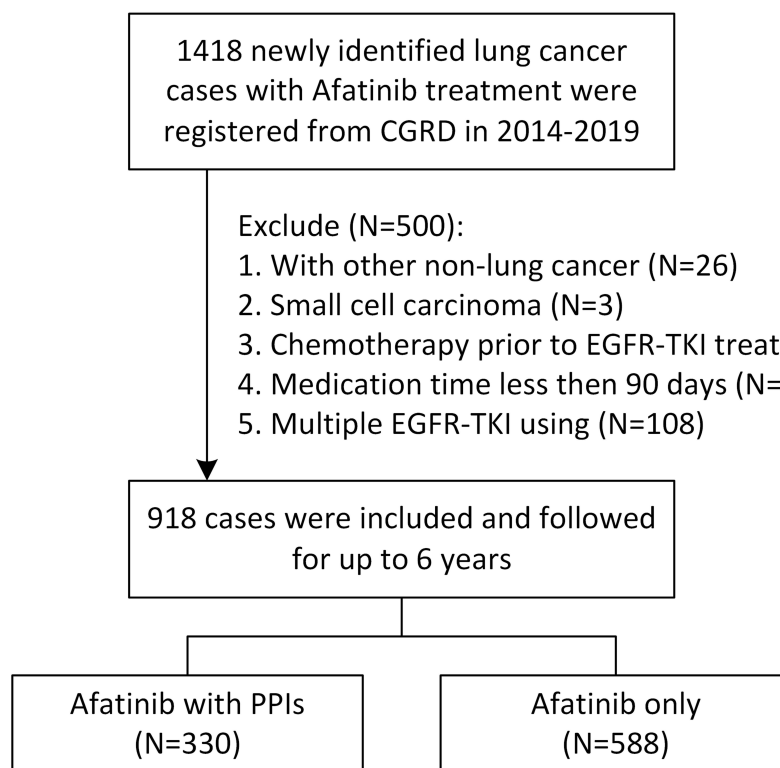 1418 newly identified lung cancer
cases with Afatinib treatment were
registered from CGRD in 2014-2019
Exclude (N=500):
1. With other non-lung cancer (N=26)
2. Small cell carcinoma (N=3)
3. Chemotherapy prior to EGFR-TKI treat
4. Medication time less then 90 days (N=
5. Multiple EGFR-TKI using (N=108)
918 cases were included and followed
for up to 6 years
Afatinib with PPIs
(N=330)
Afatinib only
(N=588)